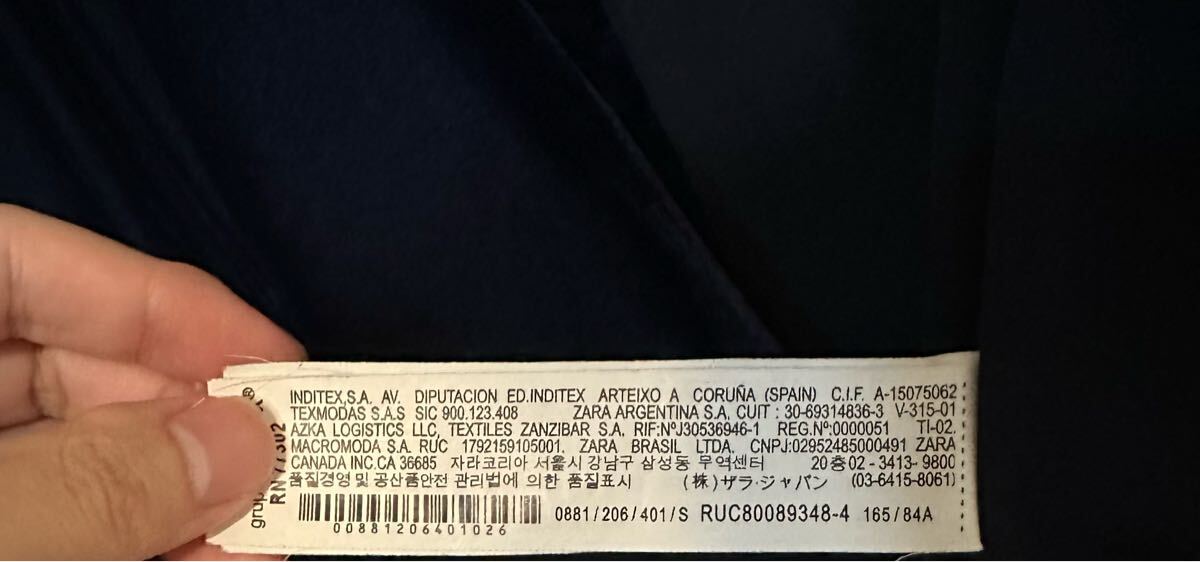 INDITEX,S.A. AV. DIPUTACION ED.INDITEX ARTEIXO A CORUÑA (SPAIN) C.I.F. A-15075062
TEXMODAS S.A.S SIC 900.123.408 ZARA ARGENTINA S.A. CUIT : 30-69314836-3 V-315-01
AZKA LOGISTICS LLC, TEXTILES ZANZIBAR S.A. RIF:NºJ30536946-1 REG.Nº:0000051 TI-02.
MACROMODA S.A. RUC 1792159105001. ZARA BRASIL LTDA. CNPJ:02952485000491 ZARA
CANADA INC.CA 36685 자라코리아 서울시 강남구 삼성동 무역센터 20층 02 - 3413- 9800
품질경영 및 공산품안전 관리법에 의한 품질표시 (株) ザラ・ジャパン (03-6415-8061)
00881206401026
0881/206/401/S RUC80089348-4 165/84A
RN 77302